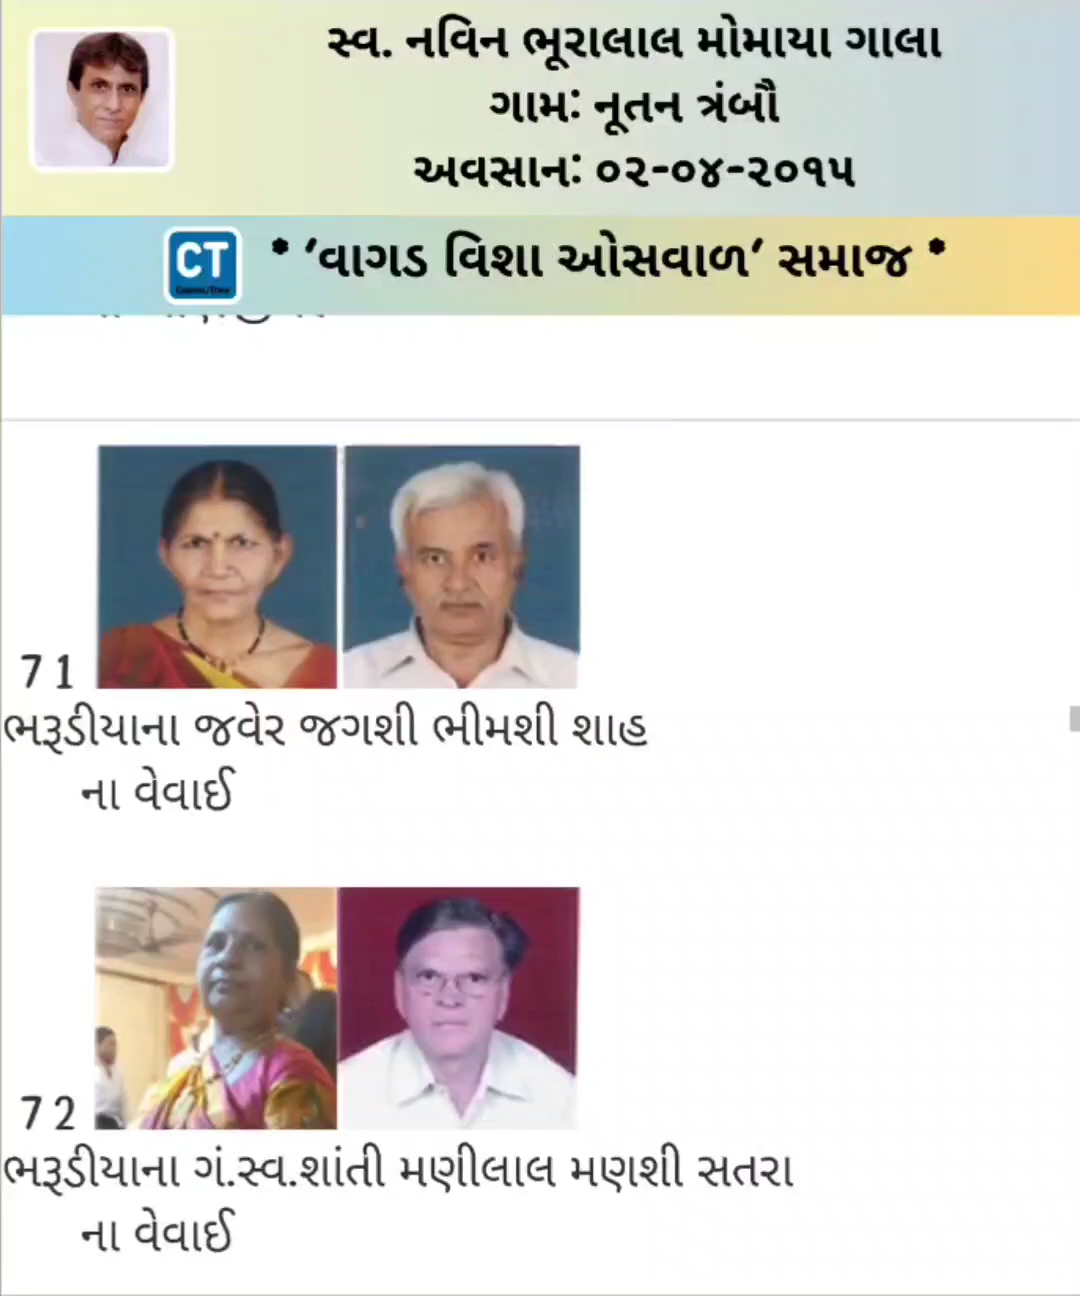 સ્વ. નવિન ભૂરાલાલ મોમાયા ગાલા
ગામ: નૂતન ત્રંબૌ
અવસાન: ૦૨-૦૪-૨૦૧૫
CT * ‘વાગડ વિશા ઓસવાળ’ સમાજ *
71
ભરૂડીયાના જવેર જગશી ભીમશી શાહ
ના વેવાઈ
72
ભરૂડીયાના ગં.સ્વ.શાંતી મણીલાલ મણશી સતરા
ના વેવાઈ